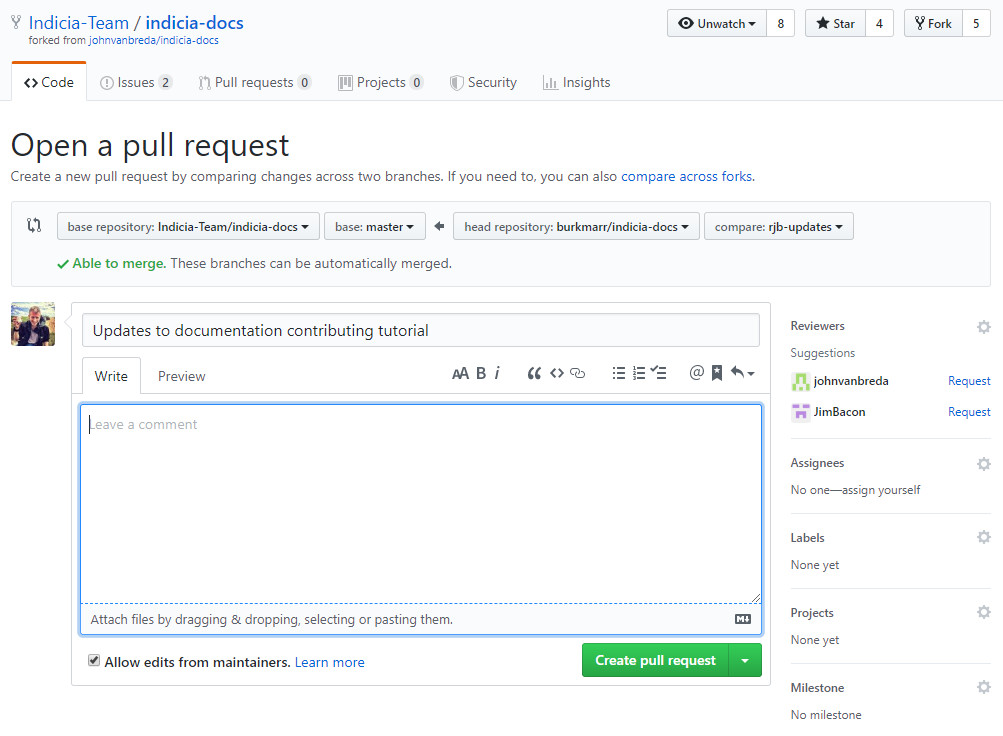 Indicia-Team / indicia-docs
forked from johnvanbreda/indicia-docs
Unwatch 8 Star 4 Fork 5
Code Issues 2 Pull requests 0 Projects 0 Security Insights
Open a pull request
Create a new pull request by comparing changes across two branches. If you need to, you can also compare across forks.
base repository: Indicia-Team/indicia-docs base: master head repository: burkmarr/indicia-docs compare: rjb-updates
Able to merge. These branches can be automatically merged.
Updates to documentation contributing tutorial
Write Preview AA B i
Leave a comment
Attach files by dragging & dropping, selecting or pasting them.
Allow edits from maintainers. Learn more
Create pull request
Reviewers
Suggestions
johnvanbreda Request
JimBacon Request
Assignees
No one—assign yourself
Labels
None yet
Projects
None yet
Milestone
No milestone